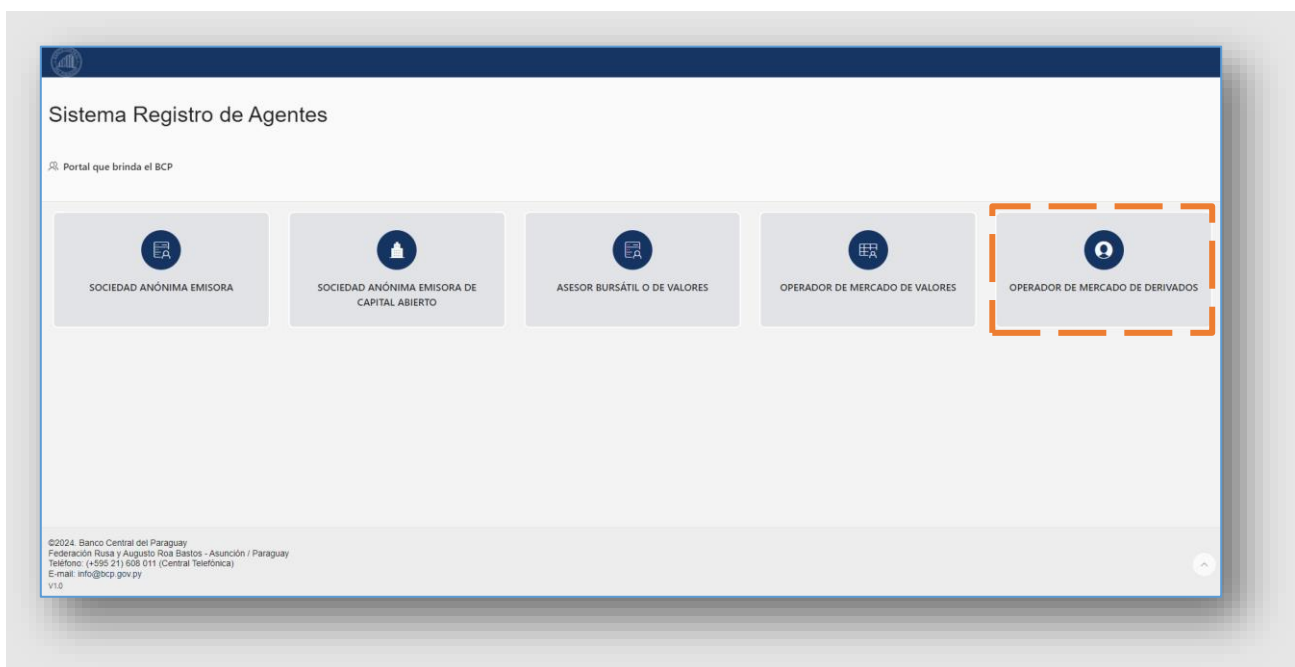 Sistema Registro de Agentes
Portal que brinda el BCP
SOCIEDAD ANÓNIMA EMISORA
SOCIEDAD ANÓNIMA EMISORA DE
CAPITAL ABIERTO
ASESOR BURSÁTIL O DE VALORES
OPERADOR DE MERCADO DE VALORES
OPERADOR DE MERCADO DE DERIVADOS
©2024. Banco Central del Paraguay
Federación Rusa y Augusto Roa Bastos - Asunción / Paraguay
Teléfono: (+595 21) 608 011 (Central Telefónica)
E-mail: info@bcp.gov.py
V1.0